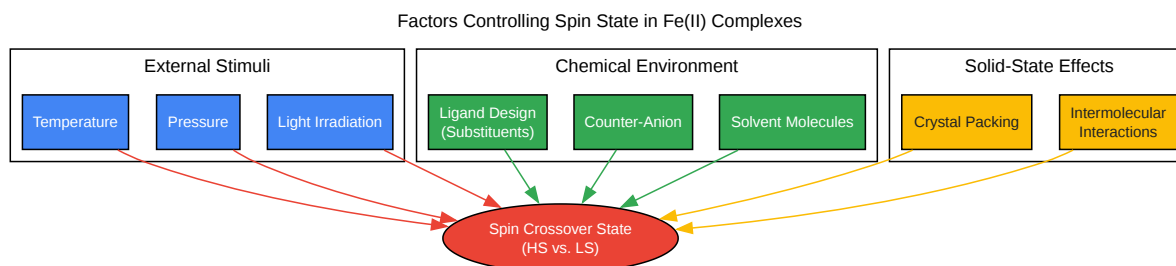 Factors Controlling Spin State in Fe(II) Complexes
External Stimuli
Temperature
Pressure
Light Irradiation
Chemical Environment
Ligand Design
(Substituents)
Counter-Anion
Solvent Molecules
Solid-State Effects
Crystal Packing
Intermolecular
Interactions
Spin Crossover State
(HS vs. LS)